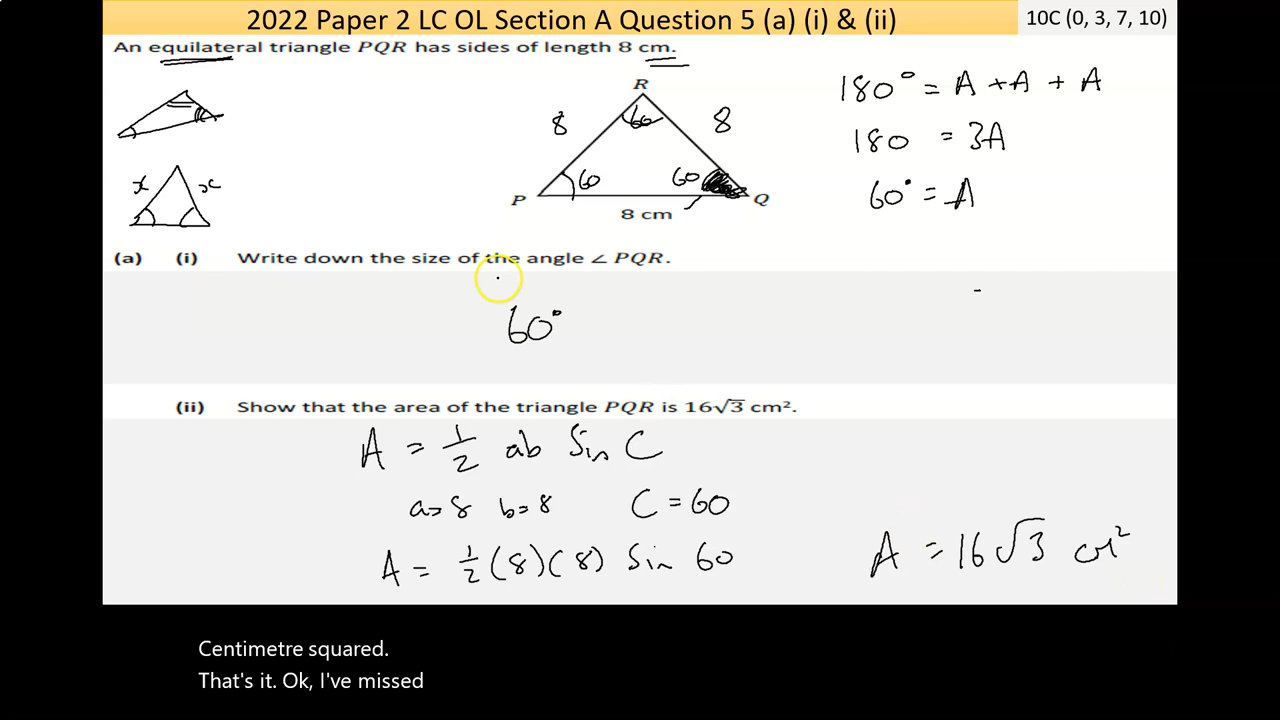 2022 Paper 2 LC OL Section A Question 5 (a) (i) & (ii)
10C (0, 3, 7, 10)
An equilateral triangle PQR has sides of length 8 cm.
x x
R
8 8
60
60 60
P Q
8 cm
180° = A + A + A
180 = 3A
60° = A
(a) (i) Write down the size of the angle ∠ PQR.
60°
(ii) Show that the area of the triangle PQR is 16√3 cm².
A = 1/2 ab Sin C
a=8 b=8 C = 60
A = 1/2 (8)(8) Sin 60
A = 16√3 cm²
Centimetre squared.
That's it. Ok, I've missed